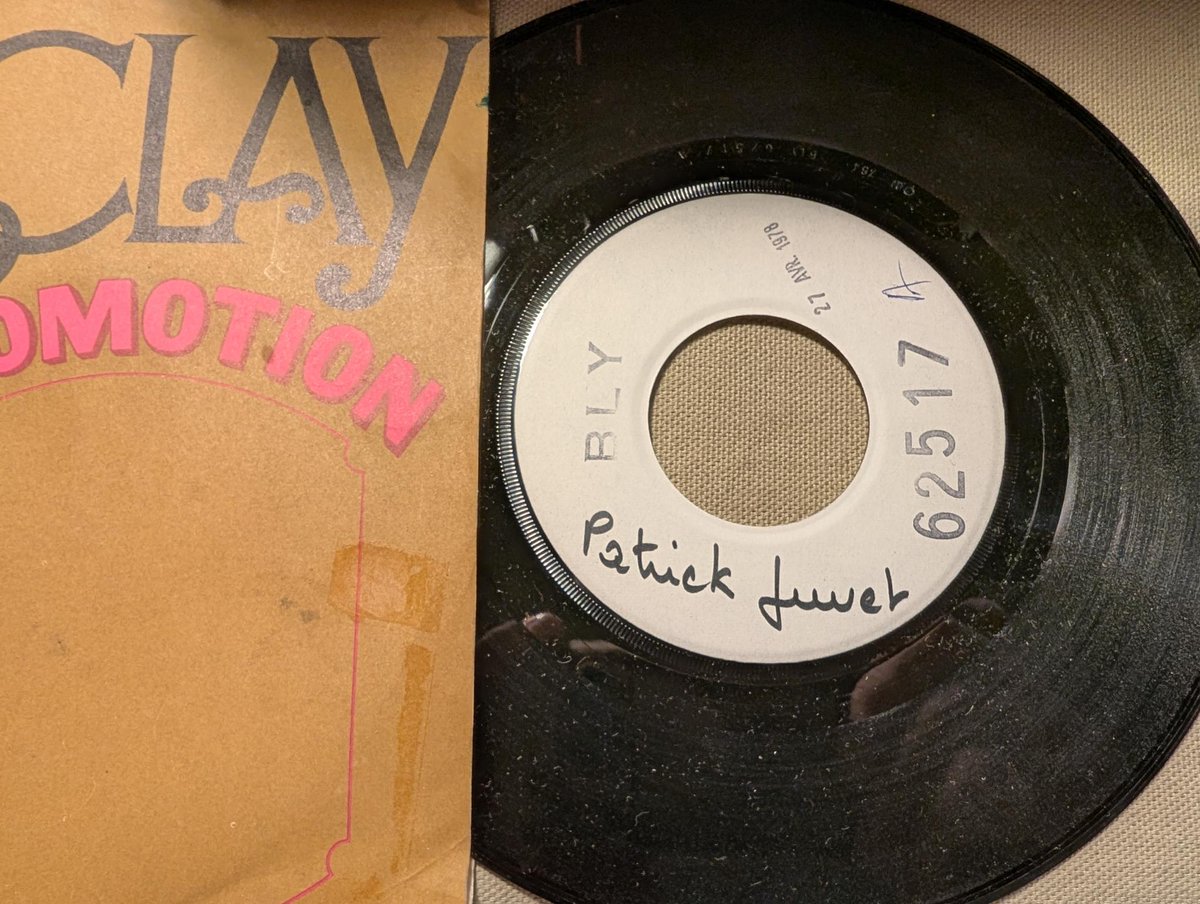 CLAY
OMOTION
27 AVR. 1978
A
BLY
62517
Patrick Juvet